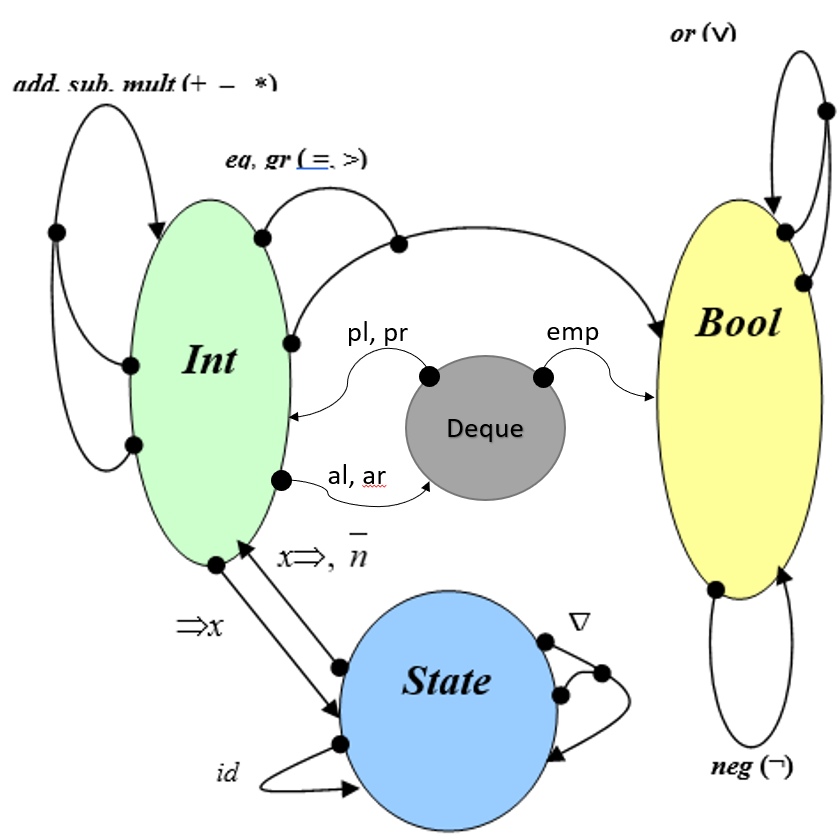 or (∨)
add, sub, mult (+ − *)
eq, gr (=, >)
Bool
pl, pr
emp
Int
Deque
al, ar
x⇒, n̅
⇒x
∇
State
id
neg (¬)